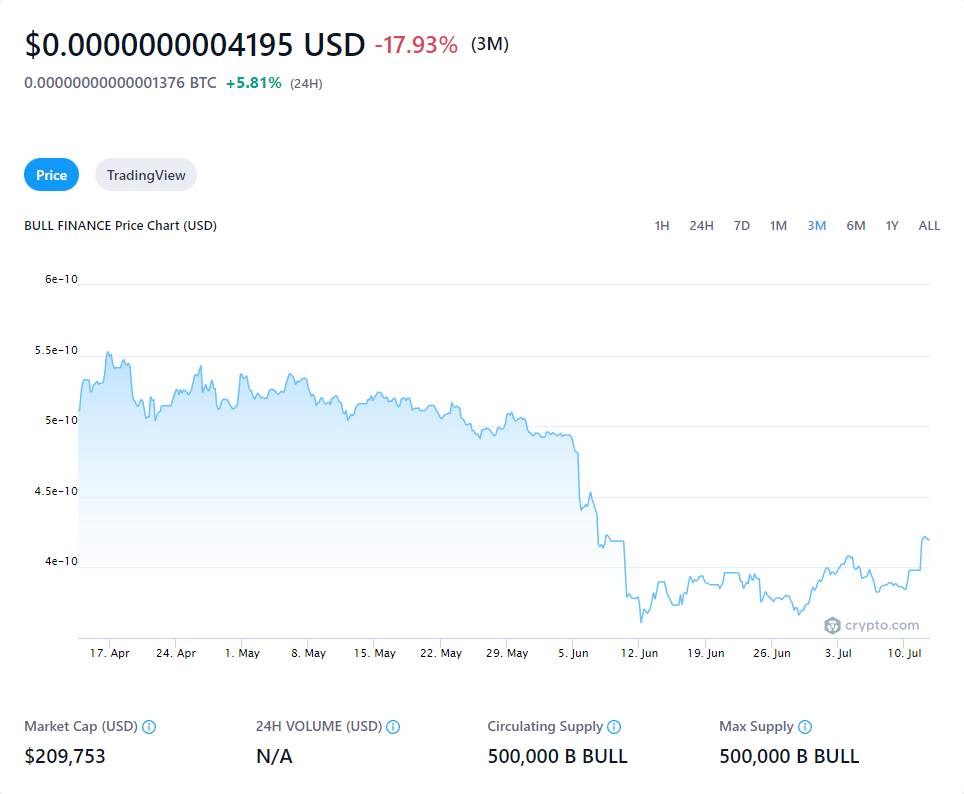 $0.0000000004195 USD -17.93% (3M)
0.00000000000001376 BTC +5.81% (24H)
Price TradingView
BULL FINANCE Price Chart (USD) 1H 24H 7D 1M 3M 6M 1Y ALL
6e-10
5.5e-10
5e-10
4.5e-10
4e-10
crypto.com
17. Apr 24. Apr 1. May 8. May 15. May 22. May 29. May 5. Jun 12. Jun 19. Jun 26. Jun 3. Jul 10. Jul
Market Cap (USD) 24H VOLUME (USD) Circulating Supply Max Supply
$209,753 N/A 500,000 B BULL 500,000 B BULL